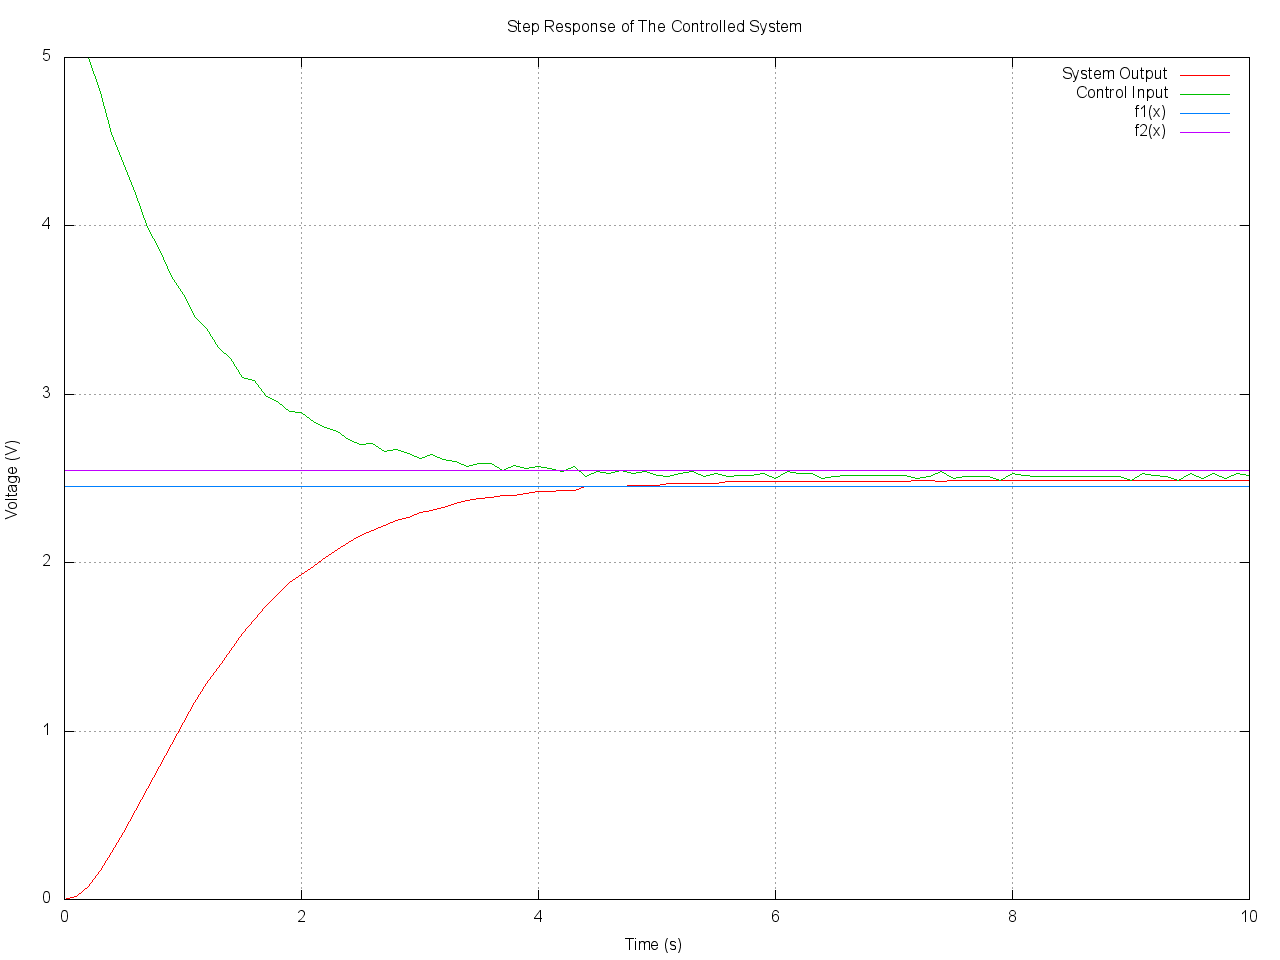 Step Response of The Controlled System
System Output
Control Input
f1(x)
f2(x)
5
4
3
2
1
0
Voltage (V)
0 2 4 6 8 10
Time (s)